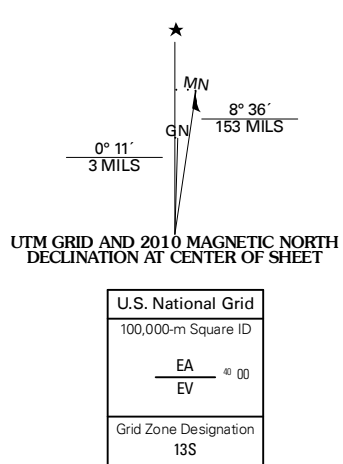 ★
MN
8° 36´
153 MILS
GN
0° 11´
3 MILS
UTM GRID AND 2010 MAGNETIC NORTH
DECLINATION AT CENTER OF SHEET
U.S. National Grid
100,000-m Square ID
EA
40 00
EV
Grid Zone Designation
13S